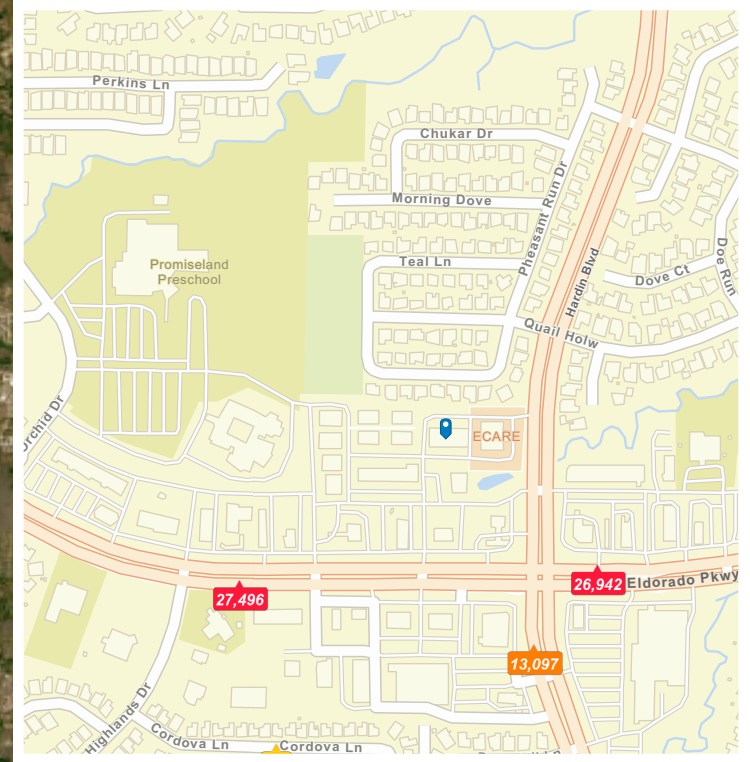 Perkins Ln
Chukar Dr
Morning Dove
Pheasant Run Dr
Promiseland
Preschool
Teal Ln
Hardin Blvd
Dove Ct
Doe Run
Quail Holw
Orchid Dr
ECARE
27,496
26,942
Eldorado Pkwy
13,097
Highlands Dr
Cordova Ln
Cordova Ln